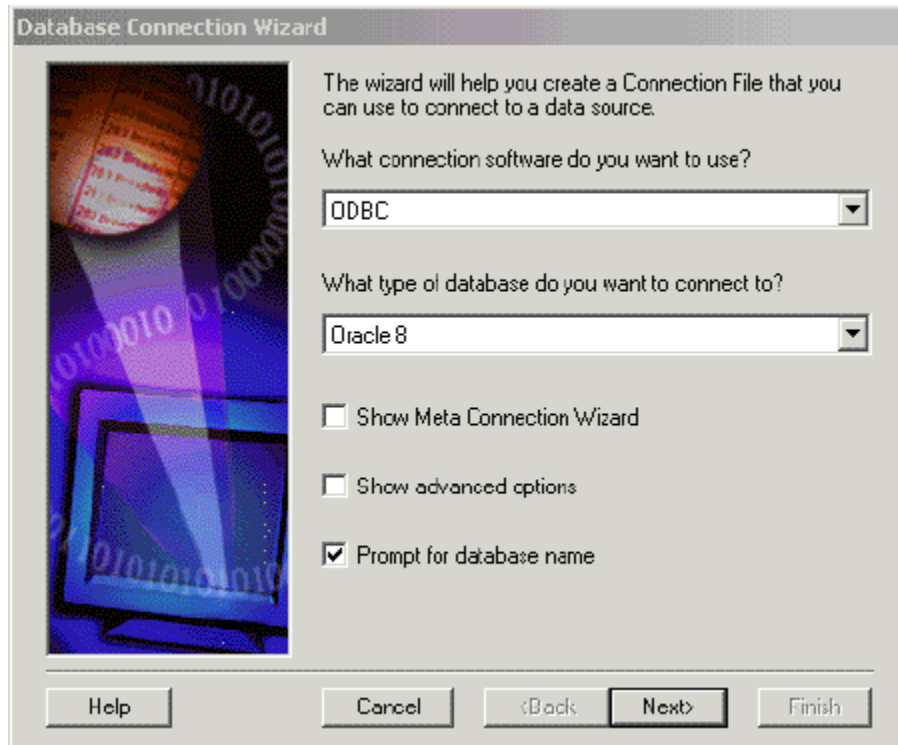 Database Connection Wizard
The wizard will help you create a Connection File that you
can use to connect to a data source.
What connection software do you want to use?
ODBC
What type of database do you want to connect to?
Oracle 8
Show Meta Connection Wizard
Show advanced options
Prompt for database name
Help
Cancel
<Back
Next>
Finish